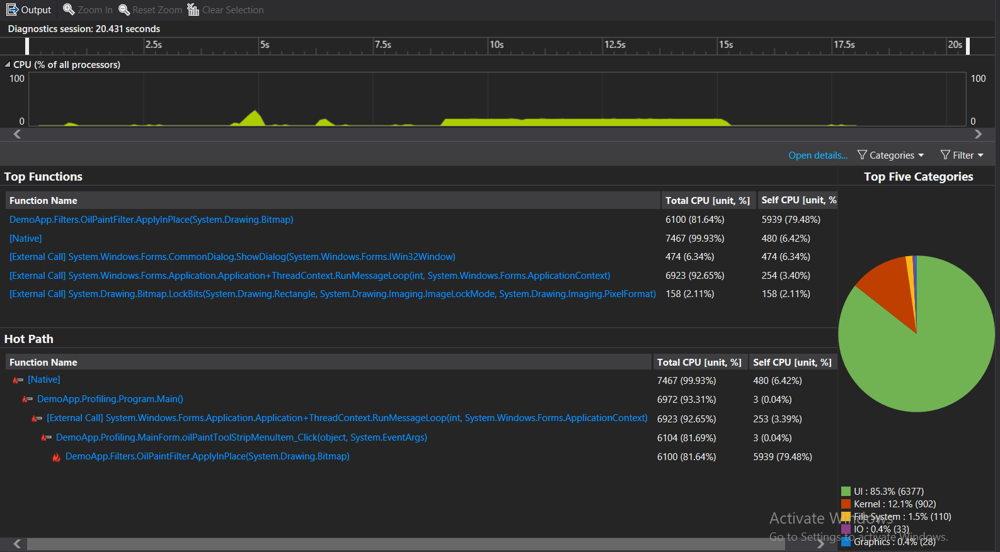 Output Zoom In Reset Zoom Clear Selection
Diagnostics session: 20.431 seconds
2.5s 5s 7.5s 10s 12.5s 15s 17.5s 20s
CPU (% of all processors)
100 100
0 0
Open details... Categories Filter
Top Functions
Top Five Categories
Function Name Total CPU [unit, %] Self CPU [unit, %
DemoApp.Filters.OilPaintFilter.ApplyInPlace(System.Drawing.Bitmap) 6100 (81.64%) 5939 (79.48%)
[Native] 7467 (99.93%) 480 (6.42%)
[External Call] System.Windows.Forms.CommonDialog.ShowDialog(System.Windows.Forms.IWin32Window) 474 (6.34%) 474 (6.34%)
[External Call] System.Windows.Forms.Application.Application+ThreadContext.RunMessageLoop(int, System.Windows.Forms.ApplicationContext) 6923 (92.65%) 254 (3.40%)
[External Call] System.Drawing.Bitmap.LockBits(System.Drawing.Rectangle, System.Drawing.Imaging.ImageLockMode, System.Drawing.Imaging.PixelFormat) 158 (2.11%) 158 (2.11%)
Hot Path
Function Name Total CPU [unit, %] Self CPU [unit, %]
[Native] 7467 (99.93%) 480 (6.42%)
DemoApp.Profiling.Program.Main() 6972 (93.31%) 3 (0.04%)
[External Call] System.Windows.Forms.Application.Application+ThreadContext.RunMessageLoop(int, System.Windows.Forms.ApplicationContext) 6923 (92.65%) 253 (3.39%)
DemoApp.Profiling.MainForm.oilPaintToolStripMenuItem_Click(object, System.EventArgs) 6104 (81.69%) 3 (0.04%)
DemoApp.Filters.OilPaintFilter.ApplyInPlace(System.Drawing.Bitmap) 6100 (81.64%) 5939 (79.48%)
UI : 85.3% (6377)
Kernel : 12.1% (902)
File System : 1.5% (110)
IO : 0.4% (33)
Graphics : 0.4% (28)
Activate Windows
Go to Settings to activate Windows.